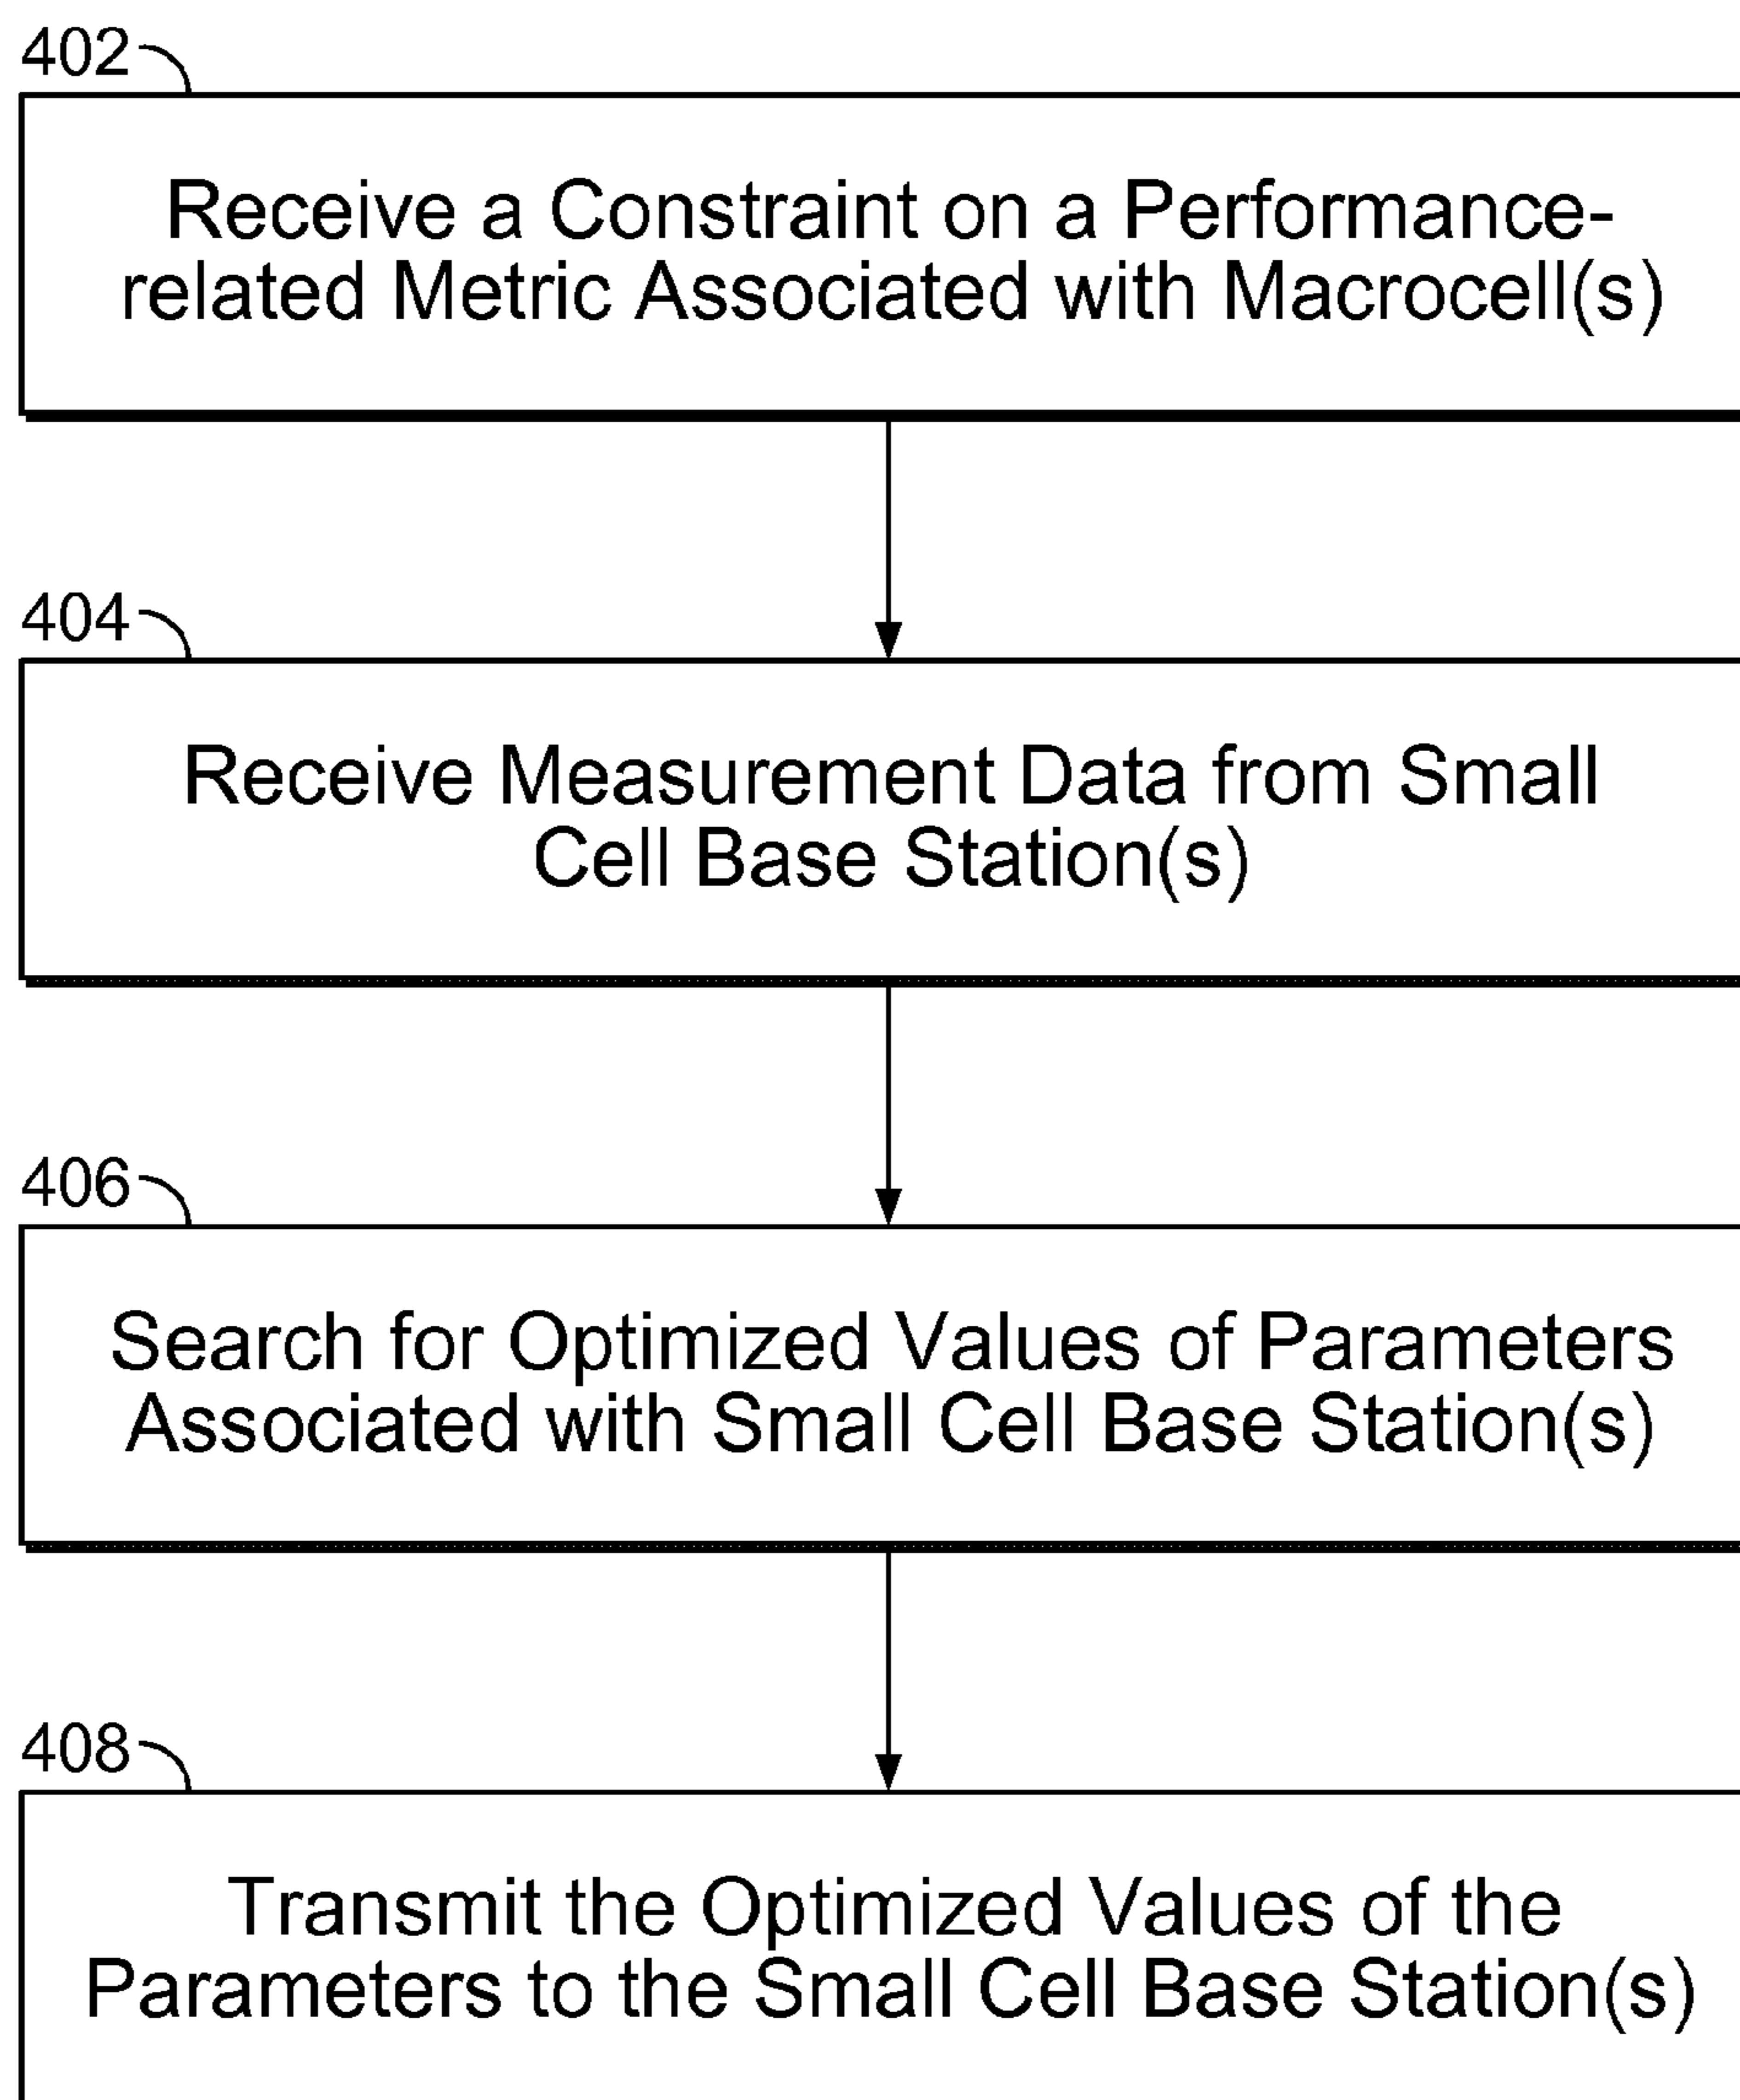 402
Receive a Constraint on a Performance-
related Metric Associated with Macrocell(s)
404
Receive Measurement Data from Small
Cell Base Station(s)
406
Search for Optimized Values of Parameters
Associated with Small Cell Base Station(s)
408
Transmit the Optimized Values of the
Parameters to the Small Cell Base Station(s)